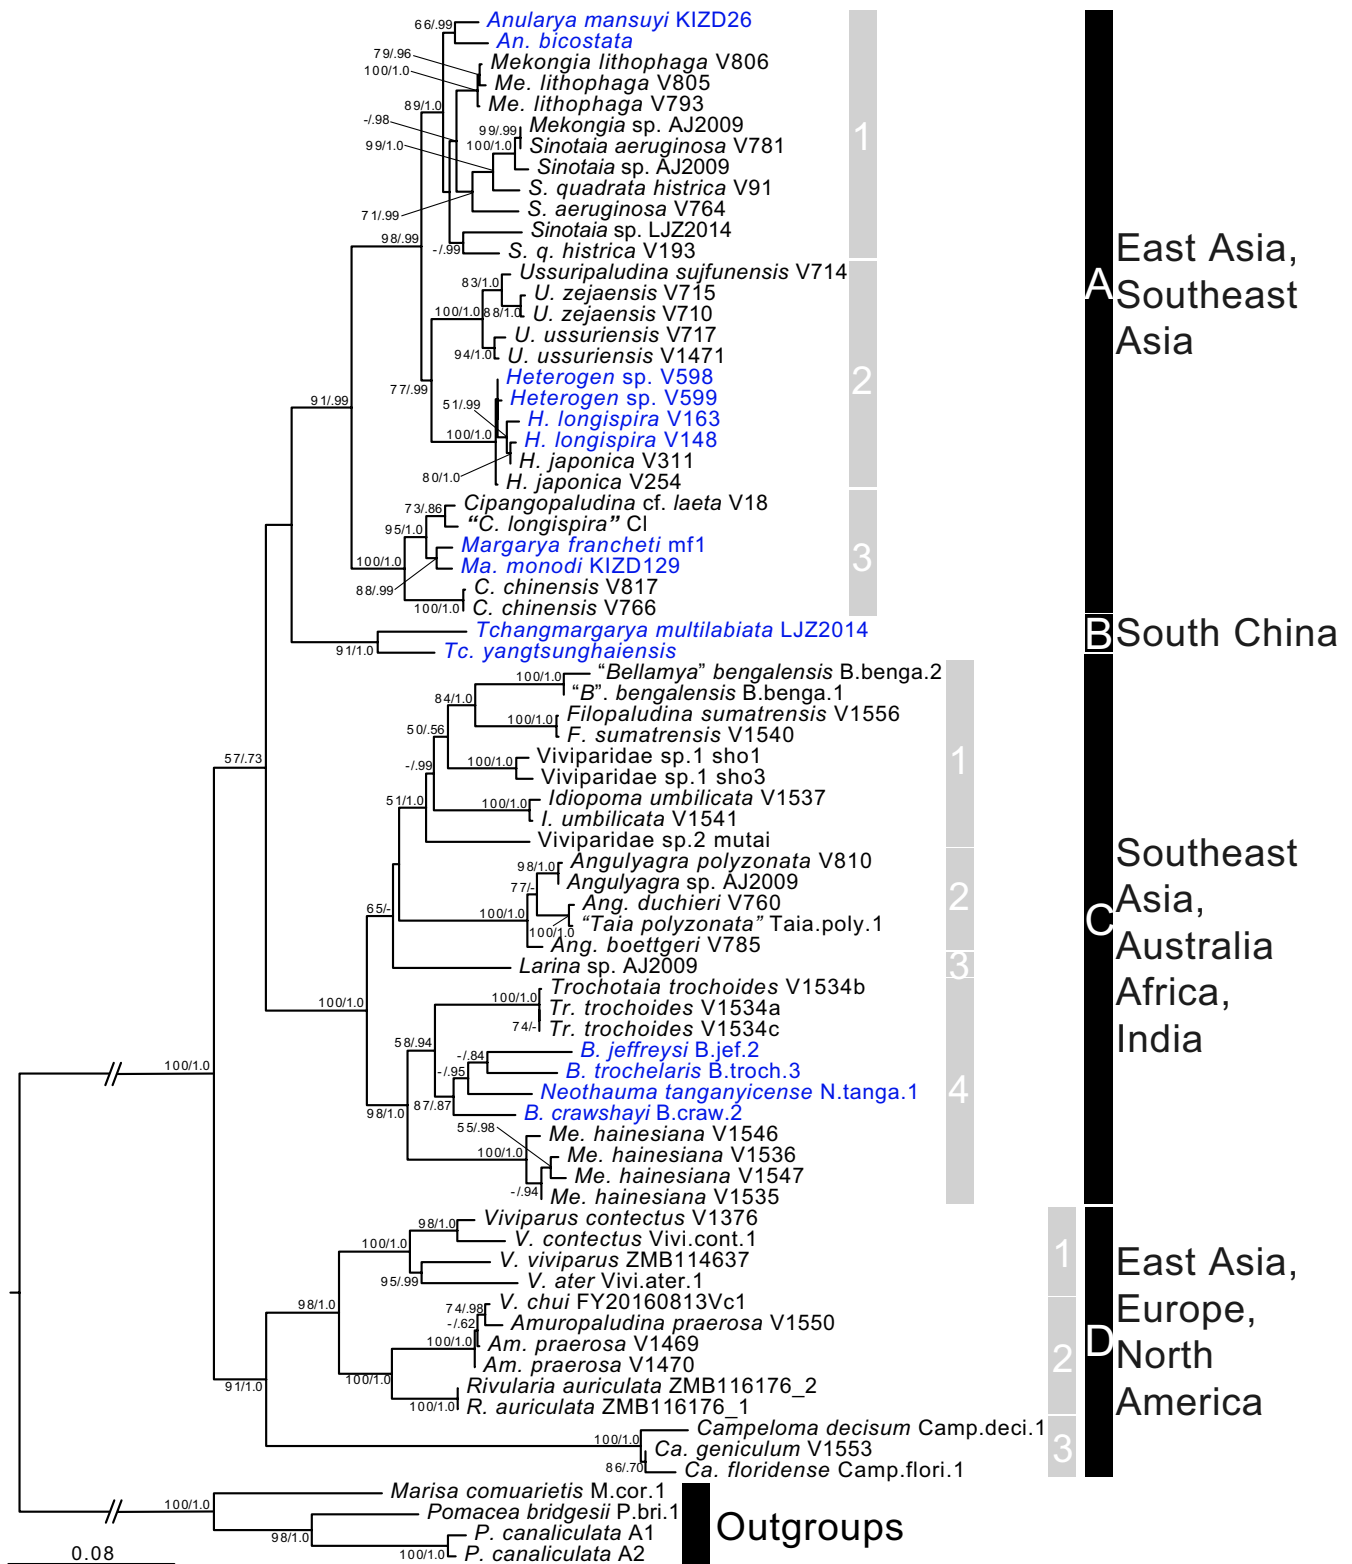 66/.99
Anularya mansuyi KIZD26
An. bicostata
79/.96
100/1.0
Mekongia lithophaga V806
Me. lithophaga V805
89/1.0
Me. lithophaga V793
-/.98
99/.99
Mekongia sp. AJ2009
1
99/1.0
100/1.0
Sinotaia aeruginosa V781
Sinotaia sp. AJ2009
S. quadrata histrica V91
71/.99
S. aeruginosa V764
Sinotaia sp. LJZ2014
98/.99
-/.99
S. q. histrica V193
Ussuripaludina sujfunensis V714
83/1.0
U. zejaensis V715
100/1.0
88/1.0
U. zejaensis V710
U. ussuriensis V717
94/1.0
U. ussuriensis V1471
Heterogen sp. V598
2
77/.99
Heterogen sp. V599
51/.99
H. longispira V163
100/1.0
H. longispira V148
H. japonica V311
80/1.0
H. japonica V254
91/.99
Cipangopaludina cf. laeta V18
73/.86
"C. longispira" Cl
95/1.0
Margarya francheti mf1
3
100/1.0
Ma. monodi KIZD129
88/.99
C. chinensis V817
100/1.0
C. chinensis V766
A
East Asia,
Southeast
Asia
Tchangmargarya multilabiata LJZ2014
91/1.0
Tc. yangtsunghaiensis
B
South China
100/1.0
“Bellamya” bengalensis B.benga.2
“B”. bengalensis B.benga.1
84/1.0
100/1.0
Filopaludina sumatrensis V1556
F. sumatrensis V1540
50/.56
Viviparidae sp.1 sho1
1
100/1.0
Viviparidae sp.1 sho3
-/.99
57/.73
Idiopoma umbilicata V1537
51/1.0
100/1.0
I. umbilicata V1541
Viviparidae sp.2 mutai
98/1.0
Angulyagra polyzonata V810
Angulyagra sp. AJ2009
77/-
Ang. duchieri V760
2
100/1.0
"Taia polyzonata" Taia.poly.1
100/1.0
Ang. boettgeri V785
65/-
Larina sp. AJ2009
3
100/1.0
Trochotaia trochoides V1534b
100/1.0
Tr. trochoides V1534a
74/-
Tr. trochoides V1534c
58/.94
-/.84
B. jeffreysi B.jef.2
-/.95
B. trochelaris B.troch.3
Neothauma tanganyicense N.tanga.1
4
98/1.0
87/.87
B. crawshayi B.craw.2
55/.98
Me. hainesiana V1546
100/1.0
Me. hainesiana V1536
Me. hainesiana V1547
-/.94
Me. hainesiana V1535
C
Southeast
Asia,
Australia
Africa,
India
100/1.0
98/1.0
Viviparus contectus V1376
100/1.0
V. contectus Vivi.cont.1
1
V. viviparus ZMB114637
95/.99
V. ater Vivi.ater.1
98/1.0
74/.98
V. chui FY20160813Vc1
-/.62
Amuropaludina praerosa V1550
100/1.0
Am. praerosa V1469
Am. praerosa V1470
2
100/1.0
Rivularia auriculata ZMB116176_2
100/1.0
R. auriculata ZMB116176_1
91/1.0
Campeloma decisum Camp.deci.1
100/1.0
Ca. geniculum V1553
3
86/.70
Ca. floridense Camp.flori.1
D
East Asia,
Europe,
North
America
Marisa comuarietis M.cor.1
100/1.0
Pomacea bridgesii P.bri.1
98/1.0
P. canaliculata A1
100/1.0
P. canaliculata A2
Outgroups
0.08